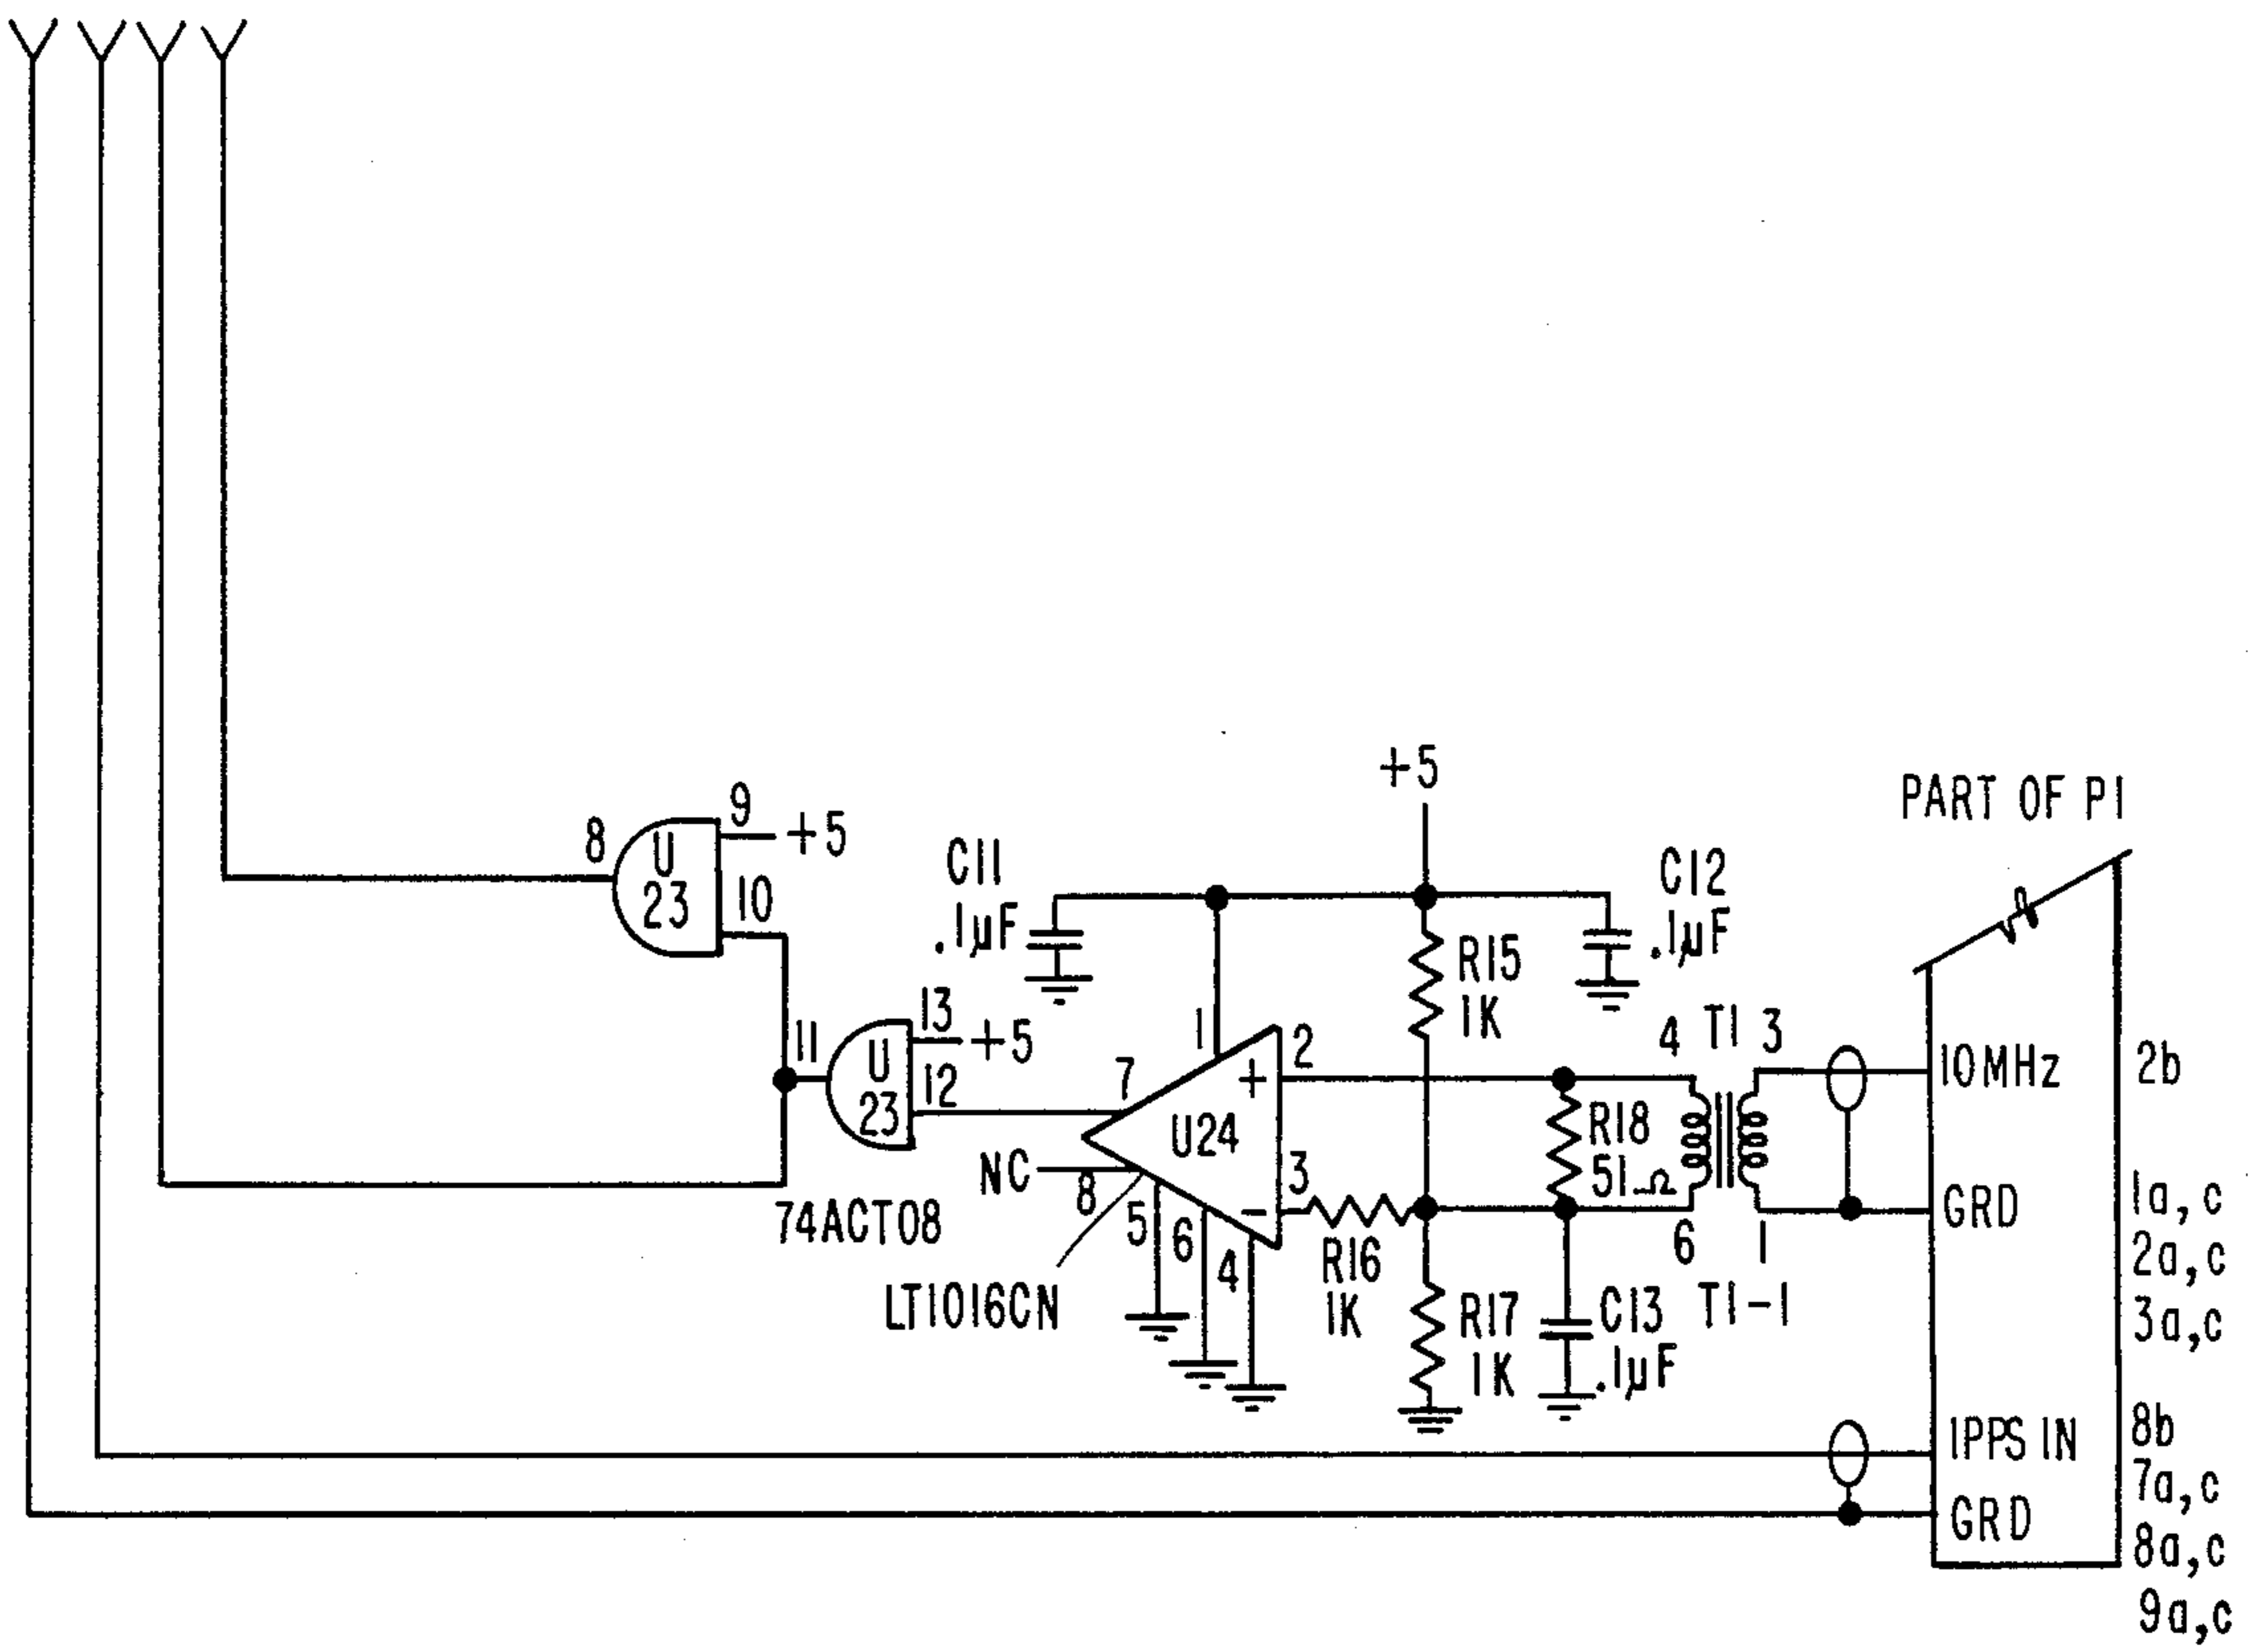 +5
PART OF P1
9
+5
8
U
23
10
C11
.1µF
C12
.1µF
R15
1K
13
+5
11
U
23
12
1
2
4
T1
3
10MHz
2b
7
+
U24
R18
51Ω
NC
8
3
-
GRD
1a,c
2a,c
3a,c
74ACT08
5
6
4
R16
1K
6
1
LT1016CN
R17
1K
C13
.1µF
T1-1
1PPS IN
8b
7a,c
GRD
8a,c
9a,c